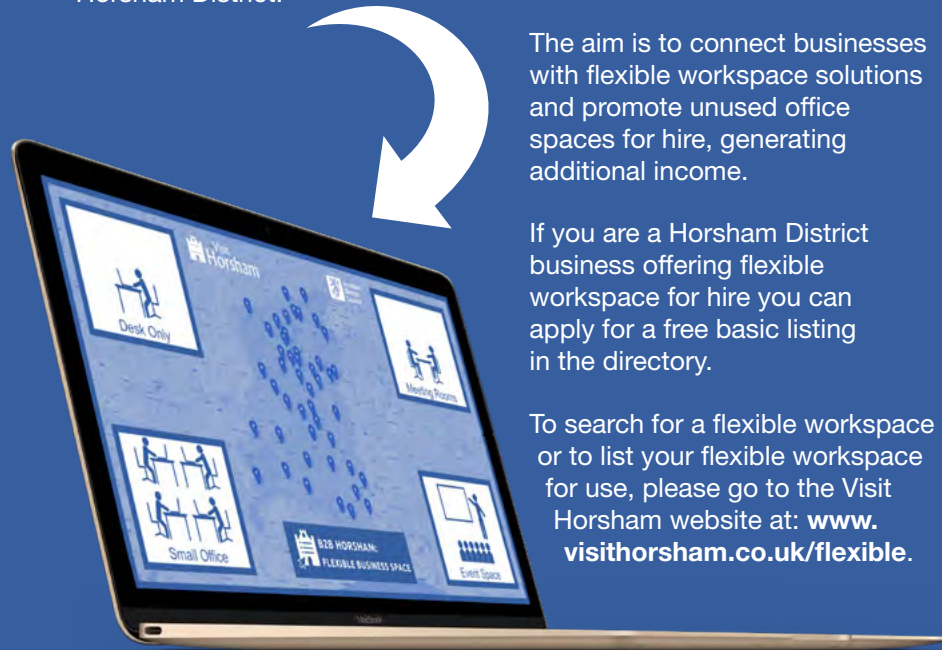 The aim is to connect businesses
with flexible workspace solutions
and promote unused office
spaces for hire, generating
additional income.
If you are a Horsham District
business offering flexible
workspace for hire you can
apply for a free basic listing
in the directory.
To search for a flexible workspace
or to list your flexible workspace
for use, please go to the Visit
Horsham website at: www.
visithorsham.co.uk/flexible.
Visit
Horsham
Desk Only
Meeting Rooms
Small Office
B2B HORSHAM:
FLEXIBLE BUSINESS SPACE
Event Space
MacBook